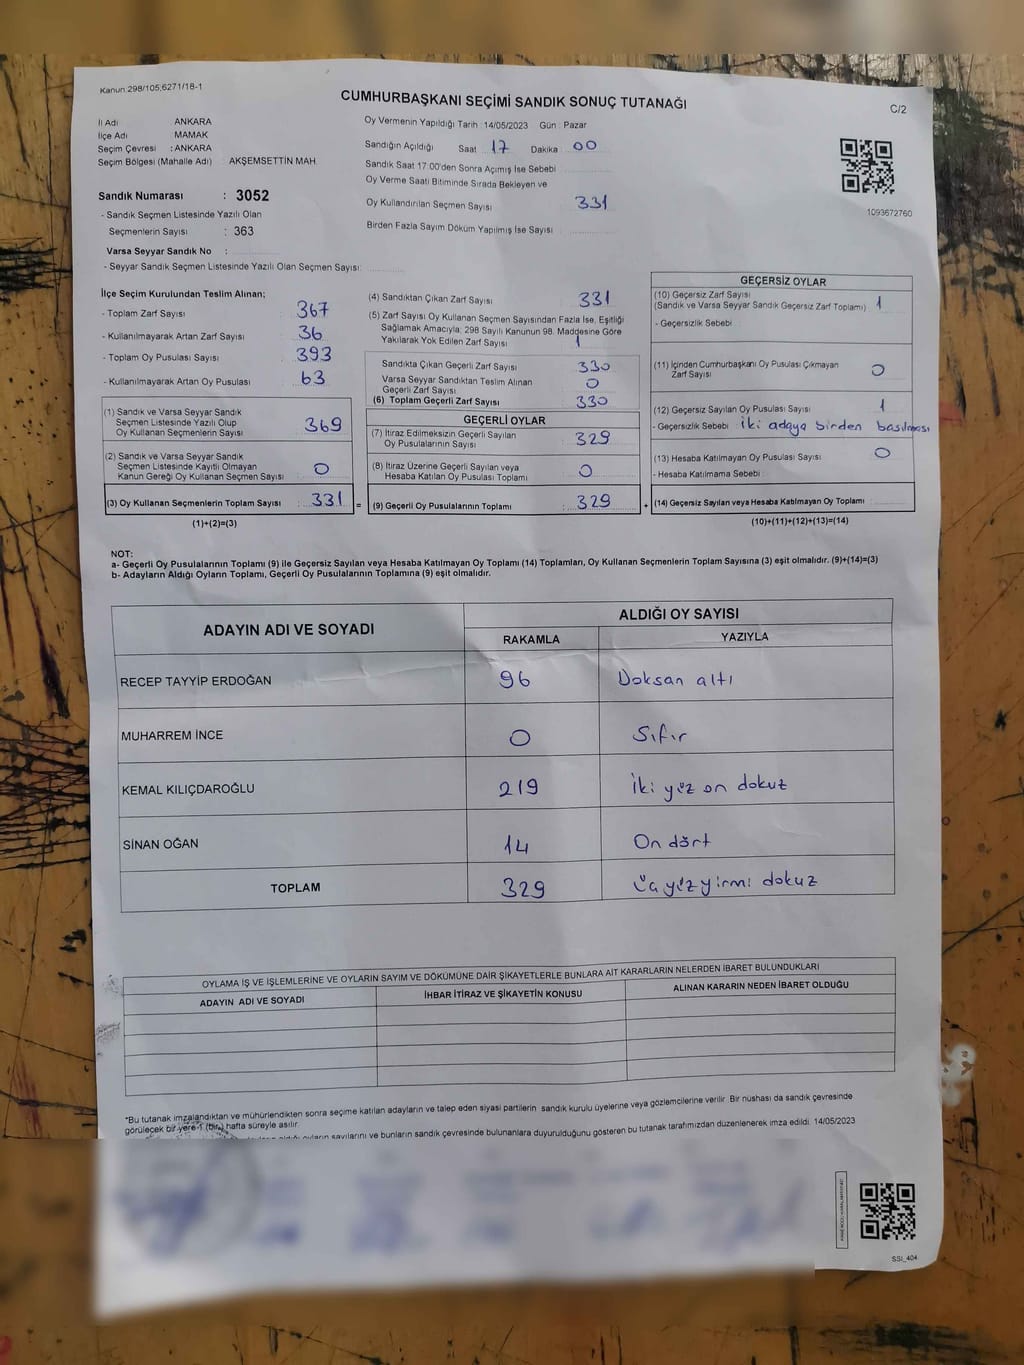 Kanun 298/105;6271/18-1
CUMHURBAŞKANI SEÇİMİ SANDIK SONUÇ TUTANAĞI
C/2
İl Adı ANKARA
İlçe Adı MAMAK
Seçim Çevresi : ANKARA
Seçim Bölgesi (Mahalle Adı) AKŞEMSETTİN MAH.
Sandık Numarası : 3052
- Sandık Seçmen Listesinde Yazılı Olan
Seçmenlerin Sayısı : 363
Varsa Seyyar Sandık No :
- Seyyar Sandık Seçmen Listesinde Yazılı Olan Seçmen Sayısı:
Oy Vermenin Yapıldığı Tarih : 14/05/2023 Gün : Pazar
Sandığın Açıldığı Saat 17 Dakika 00
Sandık Saat 17:00'den Sonra Açımış İse Sebebi
Oy Verme Saati Bitiminde Sırada Bekleyen ve
Oy Kullandırılan Seçmen Sayısı 331
Birden Fazla Sayım Döküm Yapılmış İse Sayısı
1093672760
İlçe Seçim Kurulundan Teslim Alınan;
- Toplam Zarf Sayısı 367
- Kullanılmayarak Artan Zarf Sayısı 36
- Toplam Oy Pusulası Sayısı 393
- Kullanılmayarak Artan Oy Pusulası 63
(1) Sandık ve Varsa Seyyar Sandık
Seçmen Listesinde Yazılı Olup
Oy Kullanan Seçmenlerin Sayısı 369
(2) Sandık ve Varsa Seyyar Sandık
Seçmen Listesinde Kayıtlı Olmayan
Kanun Gereği Oy Kullanan Seçmen Sayısı 0
(3) Oy Kullanan Seçmenlerin Toplam Sayısı 331 =
(1)+(2)=(3)
(4) Sandıktan Çıkan Zarf Sayısı 331
(5) Zarf Sayısı Oy Kullanan Seçmen Sayısından Fazla İse, Eşitliği
Sağlamak Amacıyla; 298 Sayılı Kanunun 98. Maddesine Göre
Yakılarak Yok Edilen Zarf Sayısı 1
Sandıkta Çıkan Geçerli Zarf Sayısı 330
Varsa Seyyar Sandıktan Teslim Alınan
Geçerli Zarf Sayısı 0
(6) Toplam Geçerli Zarf Sayısı 330
GEÇERLİ OYLAR
(7) İtiraz Edilmeksizin Geçerli Sayılan
Oy Pusulalarının Sayısı 329
(8) İtiraz Üzerine Geçerli Sayılan veya
Hesaba Katılan Oy Pusulası Toplamı 0
(9) Geçerli Oy Pusulalarının Toplamı : 329 +
GEÇERSİZ OYLAR
(10) Geçersiz Zarf Sayısı
(Sandık ve Varsa Seyyar Sandık Geçersiz Zarf Toplamı) 1
- Geçersizlik Sebebi
(11) İçinden Cumhurbaşkanı Oy Pusulası Çıkmayan
Zarf Sayısı 0
(12) Geçersiz Sayılan Oy Pusulası Sayısı 1
- Geçersizlik Sebebi iki adaya birden basılması
(13) Hesaba Katılmayan Oy Pusulası Sayısı 0
- Hesaba Katılmama Sebebi
(14) Geçersiz Sayılan veya Hesaba Katılmayan Oy Toplamı
(10)+(11)+(12)+(13)=(14)
NOT:
a- Geçerli Oy Pusulalarının Toplamı (9) ile Geçersiz Sayılan veya Hesaba Katılmayan Oy Toplamı (14) Toplamları, Oy Kullanan Seçmenlerin Toplam Sayısına (3) eşit olmalıdır. (9)+(14)=(3)
b- Adayların Aldığı Oyların Toplamı, Geçerli Oy Pusulalarının Toplamına (9) eşit olmalıdır.
ADAYIN ADI VE SOYADI ALDIĞI OY SAYISI
RAKAMLA YAZIYLA
RECEP TAYYİP ERDOĞAN 96 Doksan altı
MUHARREM İNCE 0 Sıfır
KEMAL KILIÇDAROĞLU 219 İki yüz on dokuz
SİNAN OĞAN 14 On dört
TOPLAM 329 Üçyüzyirmi dokuz
OYLAMA İŞ VE İŞLEMLERİNE VE OYLARIN SAYIM VE DÖKÜMÜNE DAİR ŞİKAYETLERLE BUNLARA AİT KARARLARIN NELERDEN İBARET BULUNDUKLARI
ADAYIN ADI VE SOYADI İHBAR İTİRAZ VE ŞİKAYETİN KONUSU ALINAN KARARIN NEDEN İBARET OLDUĞU
*Bu tutanak imzalandıktan ve mühürlendikten sonra seçime katılan adayların ve talep eden siyasi partilerin sandık kurulu üyelerine veya gözlemcilerine verilir. Bir nüshası da sandık çevresinde
görülecek bir yere 1 (bir) hafta süreyle asılır.
oyların sayılarını ve bunların sandık çevresinde bulunanlara duyurulduğunu gösteren bu tutanak tarafımızdan düzenlenerek imza edildi. 14/05/2023
SSI_404